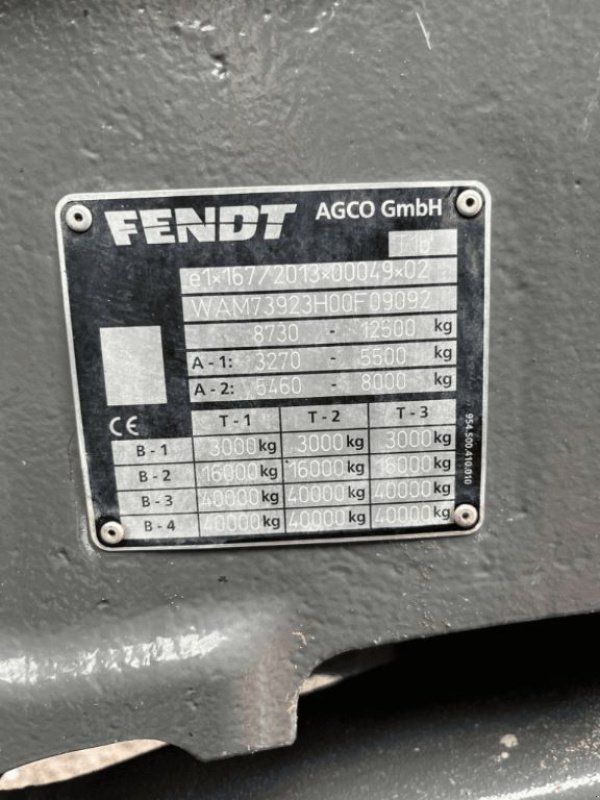 FENDT AGCO GmbH
T1b
e1*167/2013*00049*02
WAM73923H00F09092
8730 - 12500 kg
A - 1: 3270 - 5500 kg
A - 2: 5460 - 8000 kg
CE T - 1 T - 2 T - 3
B - 1 3000 kg 3000 kg 3000 kg
B - 2 16000 kg 16000 kg 16000 kg
B - 3 40000 kg 40000 kg 40000 kg
B - 4 40000 kg 40000 kg 40000 kg
954.500.410.010